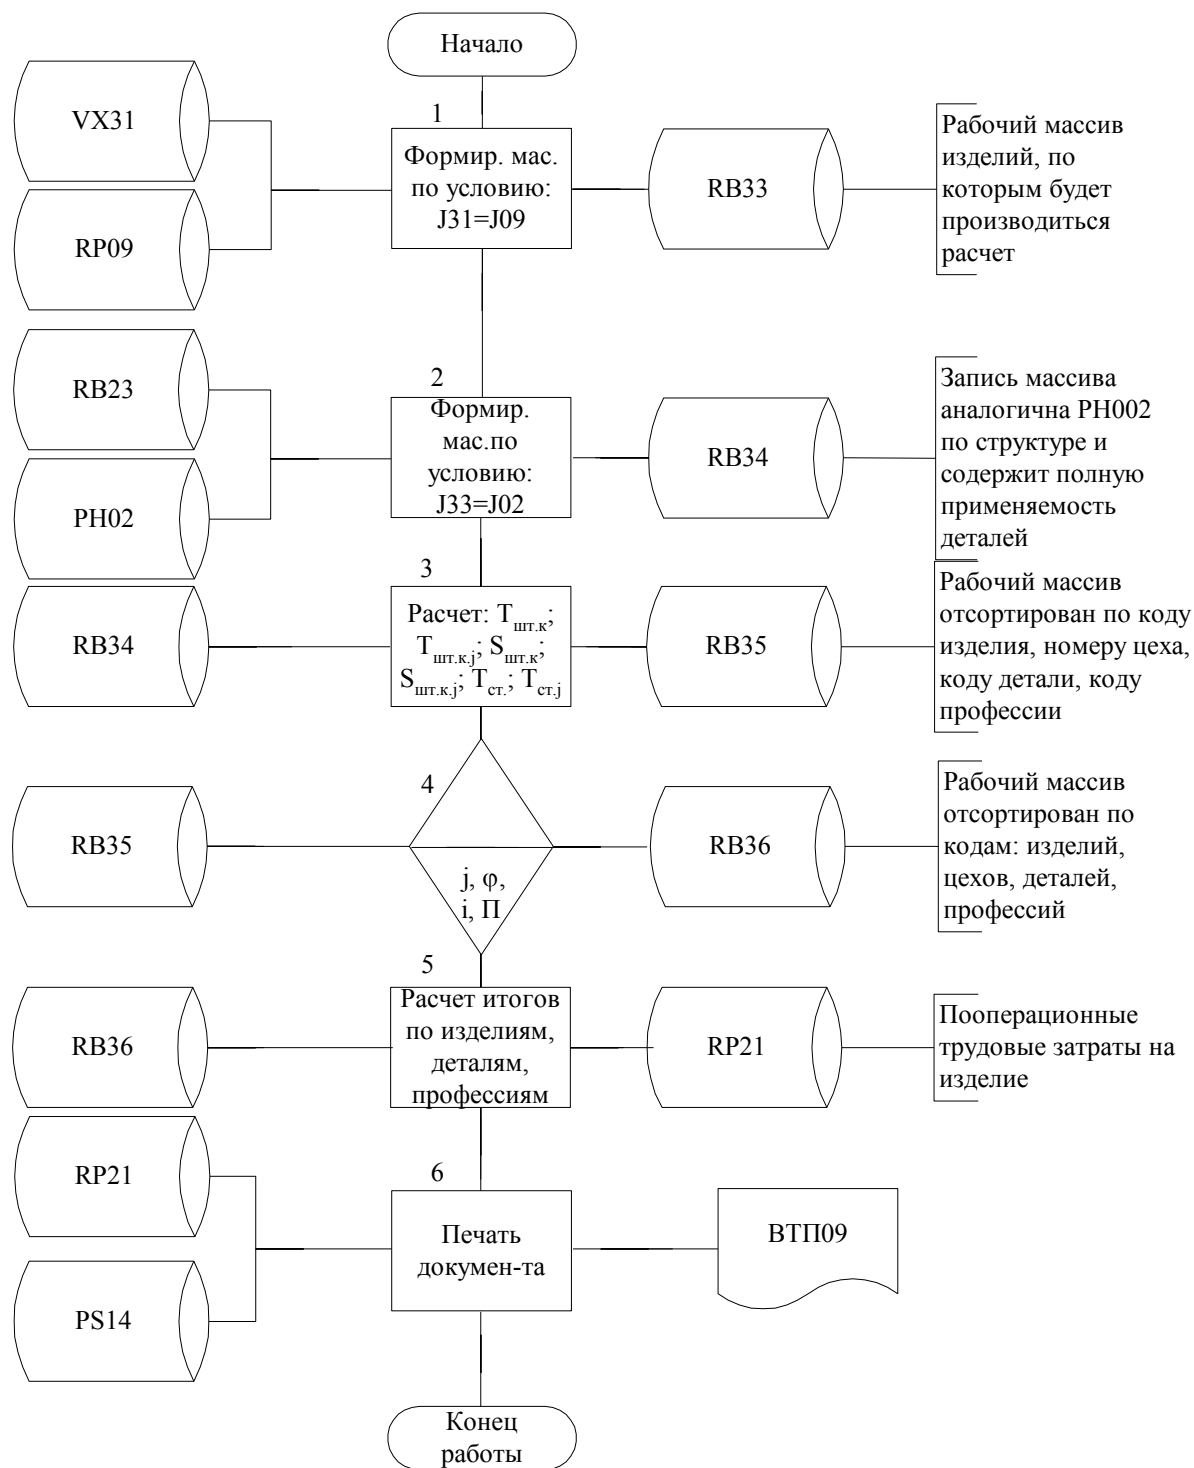 Начало
VX31
RP09
1
Формир. мас.
по условию:
J31=J09
RB33
Рабочий массив
изделий, по
которым будет
производиться
расчет
RB23
PH02
2
Формир.
мас.по
условию:
J33=J02
RB34
Запись массива
аналогична PH002
по структуре и
содержит полную
применяемость
деталей
RB34
3
Расчет: Tшт.к;
Tшт.к.j; Sшт.к;
Sшт.к.j; Tст.; Tст.j
RB35
Рабочий массив
отсортирован по коду
изделия, номеру цеха,
коду детали, коду
профессии
RB35
4
j, φ,
i, П
RB36
Рабочий массив
отсортирован по
кодам: изделий,
цехов, деталей,
профессий
RB36
5
Расчет итогов
по изделиям,
деталям,
профессиям
RP21
Пооперационные
трудовые затраты на
изделие
RP21
PS14
6
Печать
докумен-та
ВТП09
Конец
работы